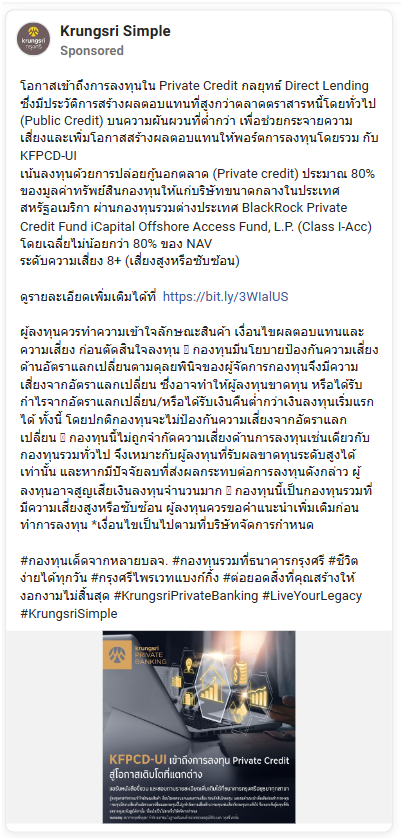 Krungsri Simple
Sponsored
โอกาสเข้าถึงการลงทุนใน Private Credit กลยุทธ์ Direct Lending
ซึ่งมีประวัติการสร้างผลตอบแทนที่สูงกว่าตลาดตราสารหนี้โดยทั่วไป
(Public Credit) บนความผันผวนที่ต่ำกว่า เพื่อช่วยกระจายความ
เสี่ยงและเพิ่มโอกาสสร้างผลตอบแทนให้พอร์ตการลงทุนโดยรวม กับ
KFPCD-UI
เน้นลงทุนด้วยการปล่อยกู้นอกตลาด (Private credit) ประมาณ 80%
ของมูลค่าทรัพย์สินกองทุนให้แก่บริษัทขนาดกลางในประเทศ
สหรัฐอเมริกา ผ่านกองทุนรวมต่างประเทศ BlackRock Private
Credit Fund iCapital Offshore Access Fund, L.P. (Class I-Acc)
โดยเฉลี่ยไม่น้อยกว่า 80% ของ NAV
ระดับความเสี่ยง 8+ (เสี่ยงสูงหรือซับซ้อน)
ดูรายละเอียดเพิ่มเติมได้ที่ https://bit.ly/3WIalUS
ผู้ลงทุนควรทำความเข้าใจลักษณะสินค้า เงื่อนไขผลตอบแทนและ
ความเสี่ยง ก่อนตัดสินใจลงทุน กองทุนมีนโยบายป้องกันความเสี่ยง
ด้านอัตราแลกเปลี่ยนตามดุลยพินิจของผู้จัดการกองทุนจึงมีความ
เสี่ยงจากอัตราแลกเปลี่ยน ซึ่งอาจทำให้ผู้ลงทุนขาดทุน หรือได้รับ
กำไรจากอัตราแลกเปลี่ยน/หรือได้รับเงินคืนต่ำกว่าเงินลงทุนเริ่มแรก
ได้ ทั้งนี้ โดยปกติกองทุนจะไม่ป้องกันความเสี่ยงจากอัตราแลก
เปลี่ยน กองทุนนี้ไม่ถูกจำกัดความเสี่ยงด้านการลงทุนเช่นเดียวกับ
กองทุนรวมทั่วไป จึงเหมาะกับผู้ลงทุนที่รับผลขาดทุนระดับสูงได้
เท่านั้น และหากมีปัจจัยลบที่ส่งผลกระทบต่อการลงทุนดังกล่าว ผู้
ลงทุนอาจสูญเสียเงินลงทุนจำนวนมาก กองทุนนี้เป็นกองทุนรวมที่
มีความเสี่ยงสูงหรือซับซ้อน ผู้ลงทุนควรขอคำแนะนำเพิ่มเติมก่อน
ทำการลงทุน *เงื่อนไขเป็นไปตามที่บริษัทจัดการกำหนด
#กองทุนเด็ดจากหลายบลจ. #กองทุนรวมที่ธนาคารกรุงศรี #ชีวิต
ง่ายได้ทุกวัน #กรุงศรีไพรเวทแบงก์กิ้ง #ต่อยอดสิ่งที่คุณสร้างให้
งอกงามไม่สิ้นสุด #KrungsriPrivateBanking #LiveYourLegacy
#KrungsriSimple
krungsri
PRIVATE
BANKING
KFPCD-UI เข้าถึงการลงทุน Private Credit
สู่โอกาสเติบโตที่แตกต่าง